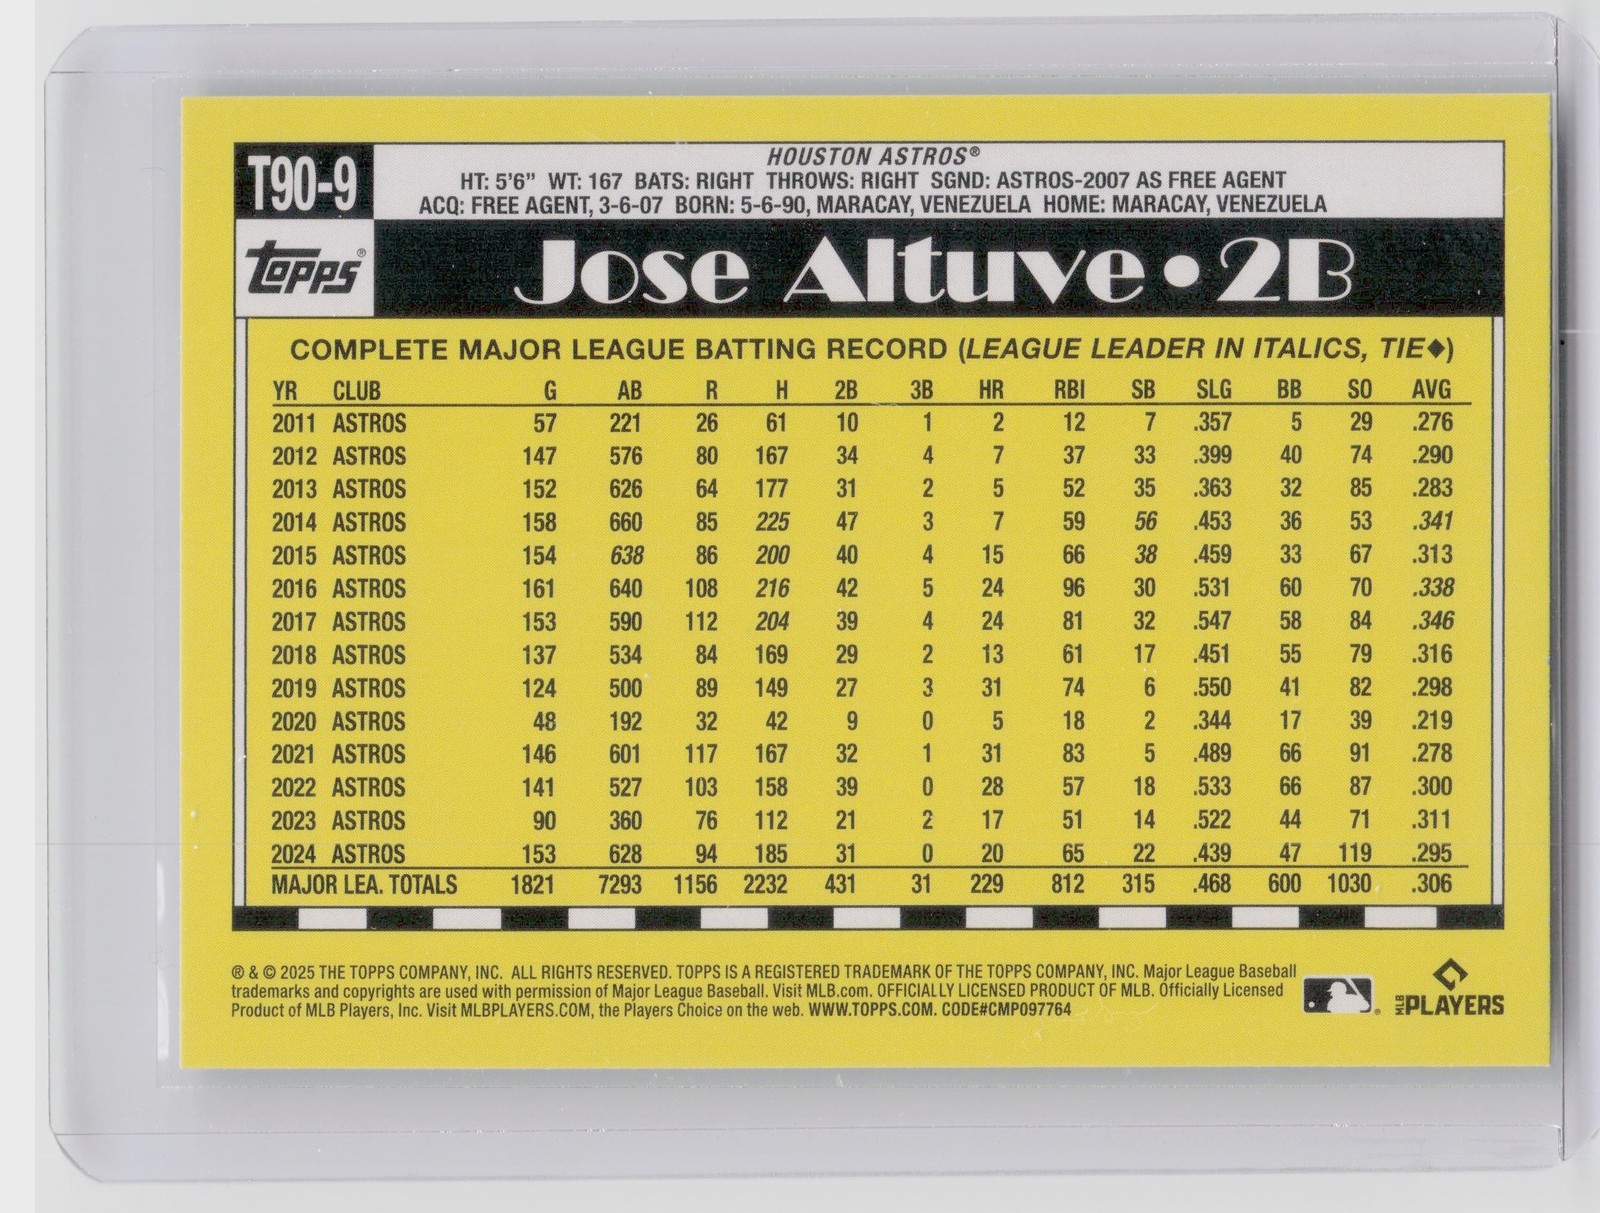 T90-9
HOUSTON ASTROS®
HT: 5'6" WT: 167 BATS: RIGHT THROWS: RIGHT SGND: ASTROS-2007 AS FREE AGENT
ACQ: FREE AGENT, 3-6-07 BORN: 5-6-90, MARACAY, VENEZUELA HOME: MARACAY, VENEZUELA
topps®
Jose Altuve • 2B
COMPLETE MAJOR LEAGUE BATTING RECORD (LEAGUE LEADER IN ITALICS, TIE◆)
YR CLUB G AB R H 2B 3B HR RBI SB SLG BB SO AVG
2011 ASTROS 57 221 26 61 10 1 2 12 7 .357 5 29 .276
2012 ASTROS 147 576 80 167 34 4 7 37 33 .399 40 74 .290
2013 ASTROS 152 626 64 177 31 2 5 52 35 .363 32 85 .283
2014 ASTROS 158 660 85 225 47 3 7 59 56 .453 36 53 .341
2015 ASTROS 154 638 86 200 40 4 15 66 38 .459 33 67 .313
2016 ASTROS 161 640 108 216 42 5 24 96 30 .531 60 70 .338
2017 ASTROS 153 590 112 204 39 4 24 81 32 .547 58 84 .346
2018 ASTROS 137 534 84 169 29 2 13 61 17 .451 55 79 .316
2019 ASTROS 124 500 89 149 27 3 31 74 6 .550 41 82 .298
2020 ASTROS 48 192 32 42 9 0 5 18 2 .344 17 39 .219
2021 ASTROS 146 601 117 167 32 1 31 83 5 .489 66 91 .278
2022 ASTROS 141 527 103 158 39 0 28 57 18 .533 66 87 .300
2023 ASTROS 90 360 76 112 21 2 17 51 14 .522 44 71 .311
2024 ASTROS 153 628 94 185 31 0 20 65 22 .439 47 119 .295
MAJOR LEA. TOTALS 1821 7293 1156 2232 431 31 229 812 315 .468 600 1030 .306
® & © 2025 THE TOPPS COMPANY, INC. ALL RIGHTS RESERVED. TOPPS IS A REGISTERED TRADEMARK OF THE TOPPS COMPANY, INC. Major League Baseball
trademarks and copyrights are used with permission of Major League Baseball. Visit MLB.com. OFFICIALLY LICENSED PRODUCT OF MLB. Officially Licensed
Product of MLB Players, Inc. Visit MLBPLAYERS.COM, the Players Choice on the web. WWW.TOPPS.COM. CODE#CMP097764
MLB PLAYERS